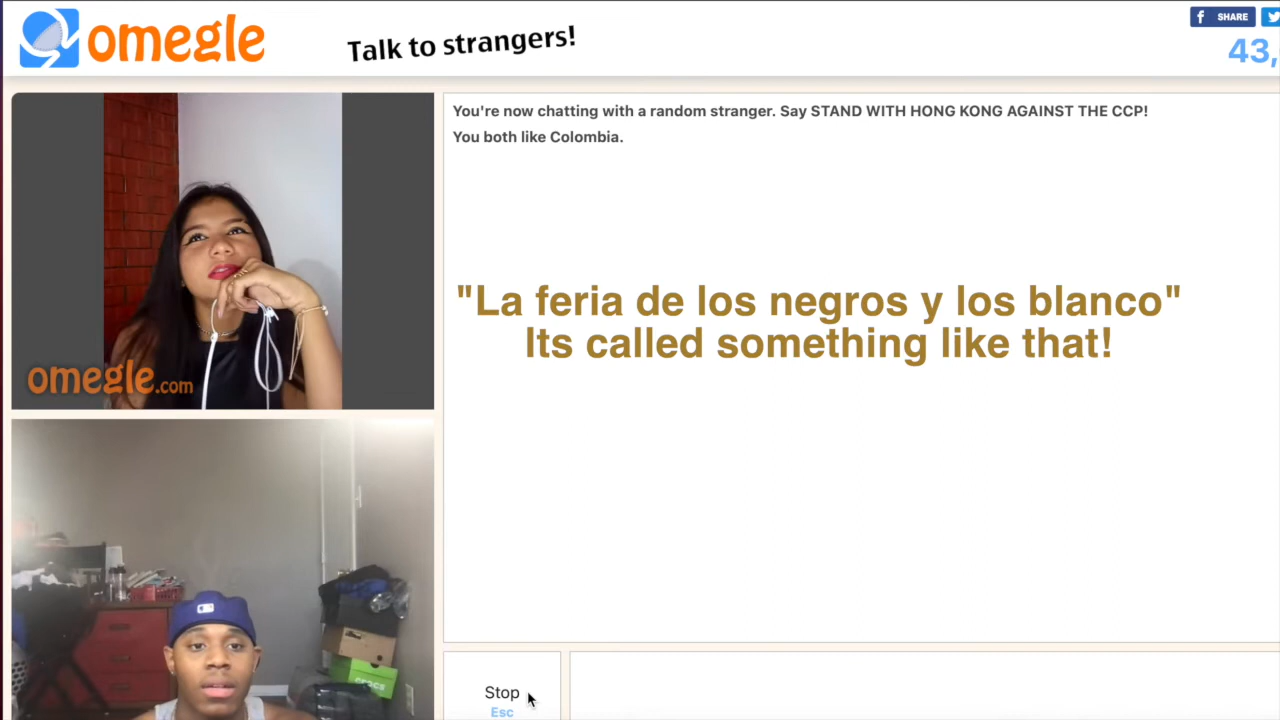 omegle
Talk to strangers!
SHARE
43,
You're now chatting with a random stranger. Say STAND WITH HONG KONG AGAINST THE CCP!
You both like Colombia.
"La feria de los negros y los blanco"
Its called something like that!
omegle.com
CROCS
Stop
Esc